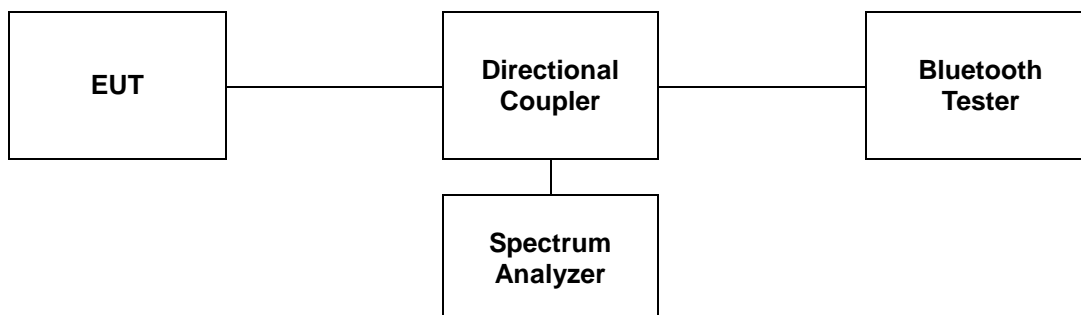 EUT
Directional
Coupler
Bluetooth
Tester
Spectrum
Analyzer